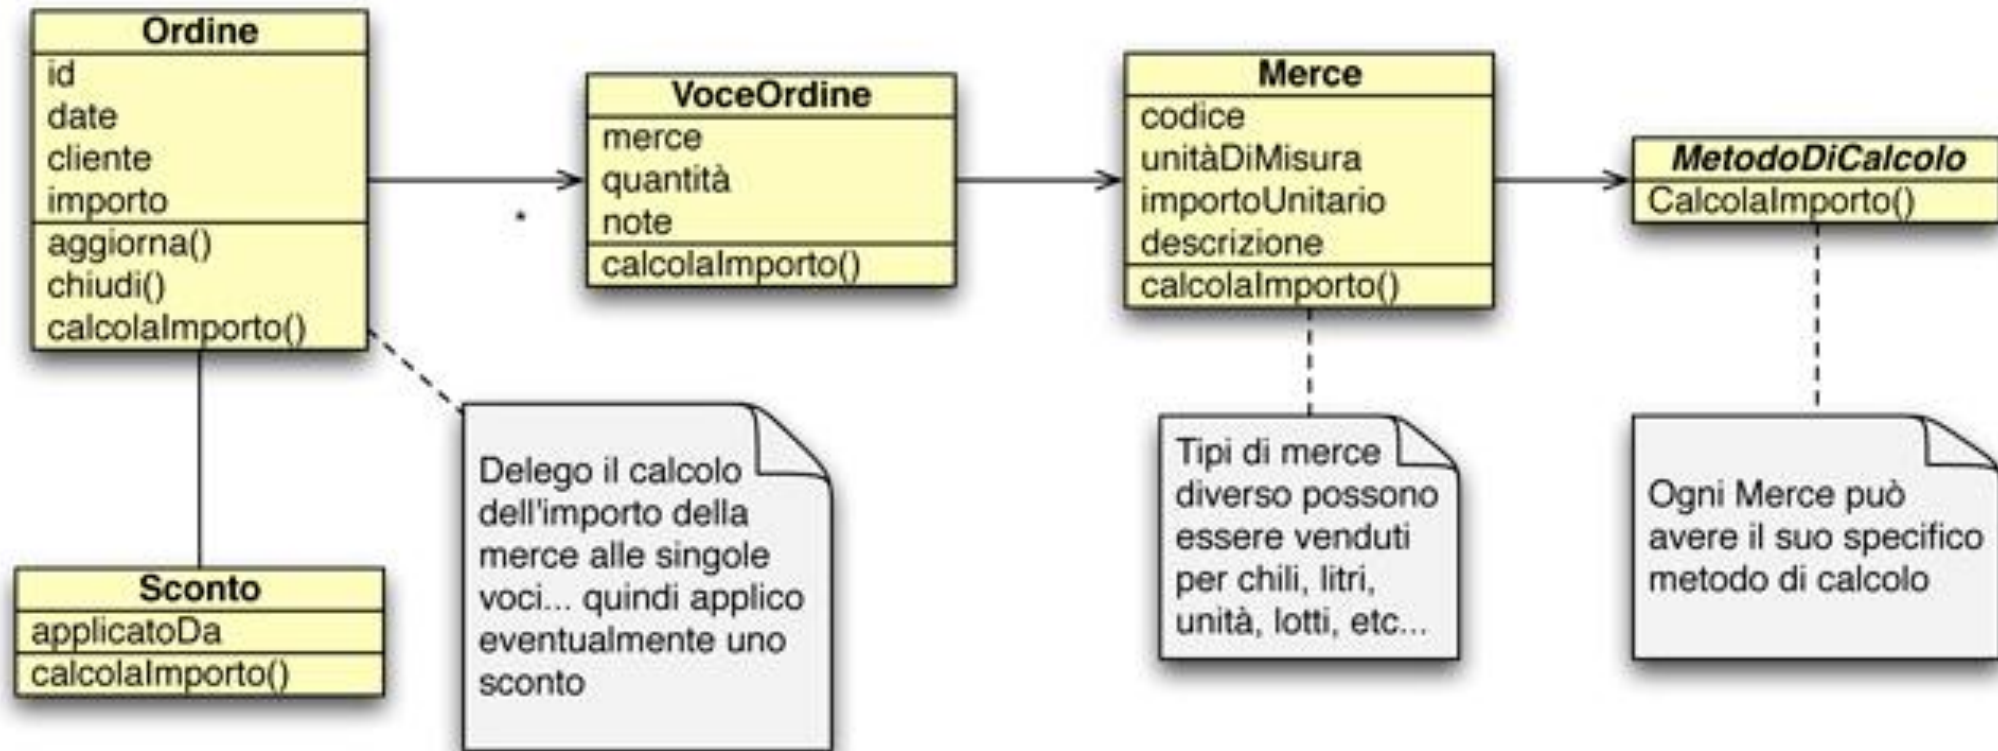 Ordine
id
date
cliente
importo
aggiorna()
chiudi()
calcolaImporto()
*
VoceOrdine
merce
quantità
note
calcolaImporto()
Merce
codice
unitàDiMisura
importoUnitario
descrizione
calcolaImporto()
MetodoDiCalcolo
CalcolaImporto()
Sconto
applicatoDa
calcolaImporto()
Delego il calcolo
dell'importo della
merce alle singole
voci... quindi applico
eventualmente uno
sconto
Tipi di merce
diverso possono
essere venduti
per chili, litri,
unità, lotti, etc...
Ogni Merce può
avere il suo specifico
metodo di calcolo